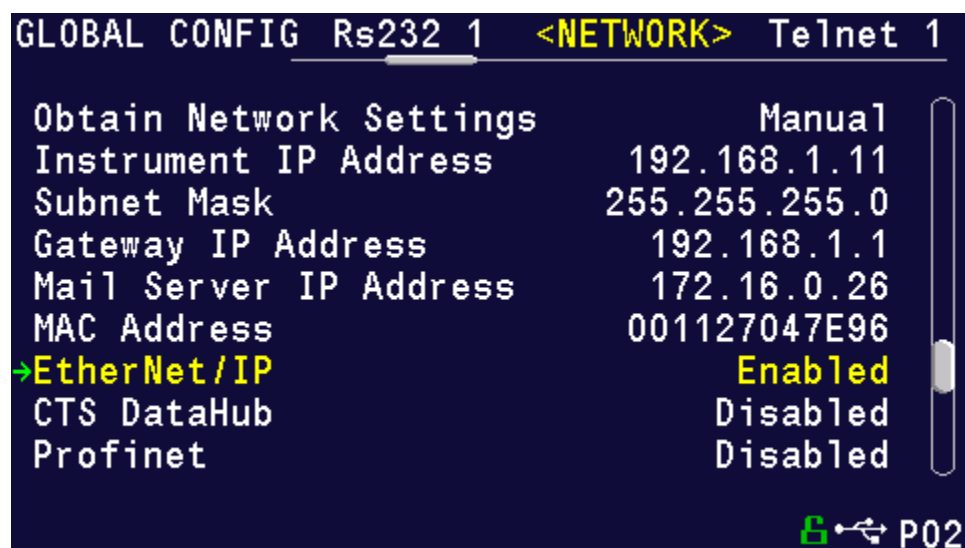 GLOBAL CONFIG Rs232 1 <NETWORK> Telnet 1
Obtain Network Settings Manual
Instrument IP Address 192.168.1.11
Subnet Mask 255.255.255.0
Gateway IP Address 192.168.1.1
Mail Server IP Address 172.16.0.26
MAC Address 001127047E96
→EtherNet/IP Enabled
CTS DataHub Disabled
Profinet Disabled
P02